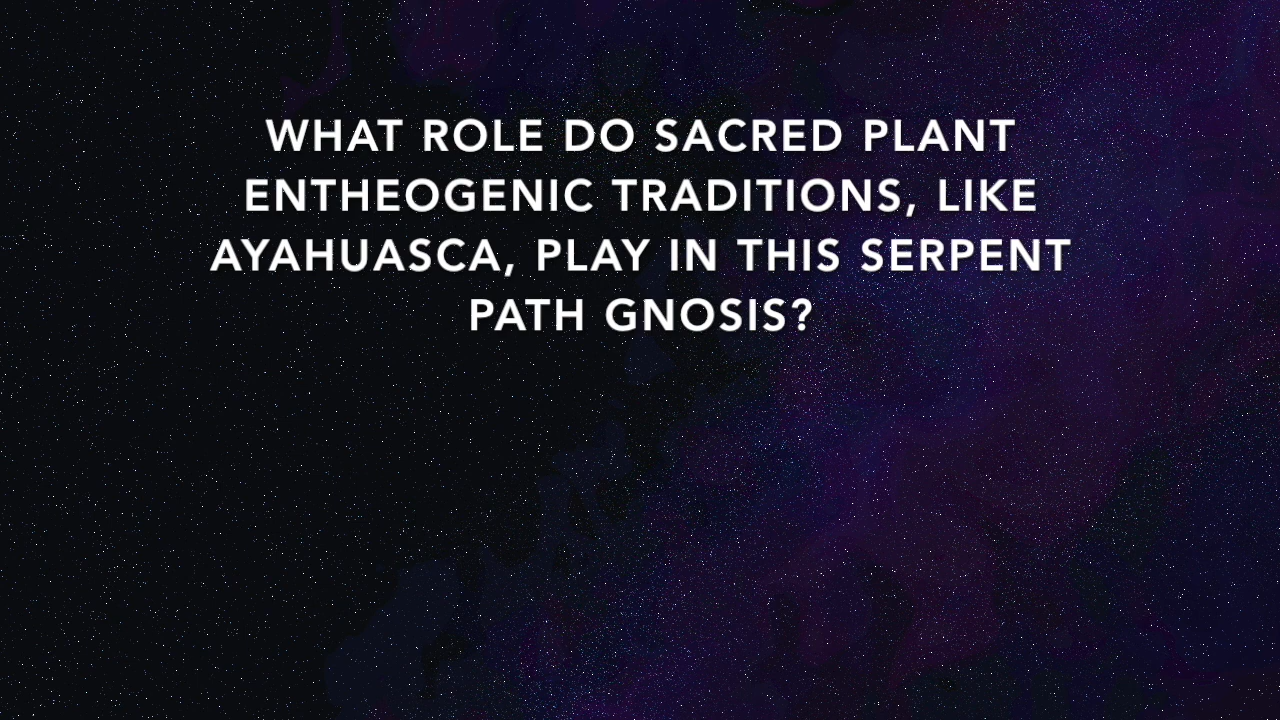 WHAT ROLE DO SACRED PLANT
ENTHEOGENIC TRADITIONS, LIKE
AYAHUASCA, PLAY IN THIS SERPENT
PATH GNOSIS?